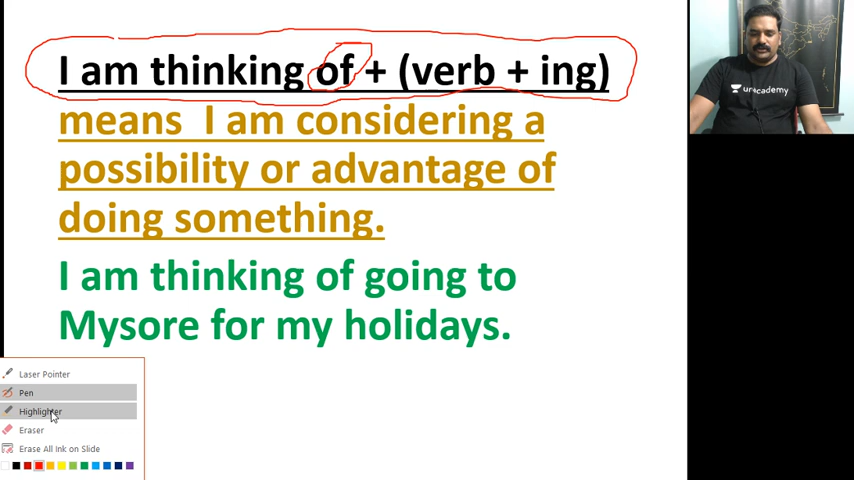 I am thinking of + (verb + ing)
means I am considering a
possibility or advantage of
doing something.
I am thinking of going to
Mysore for my holidays.
unacademy
Laser Pointer
Pen
Highlighter
Eraser
Erase All Ink on Slide